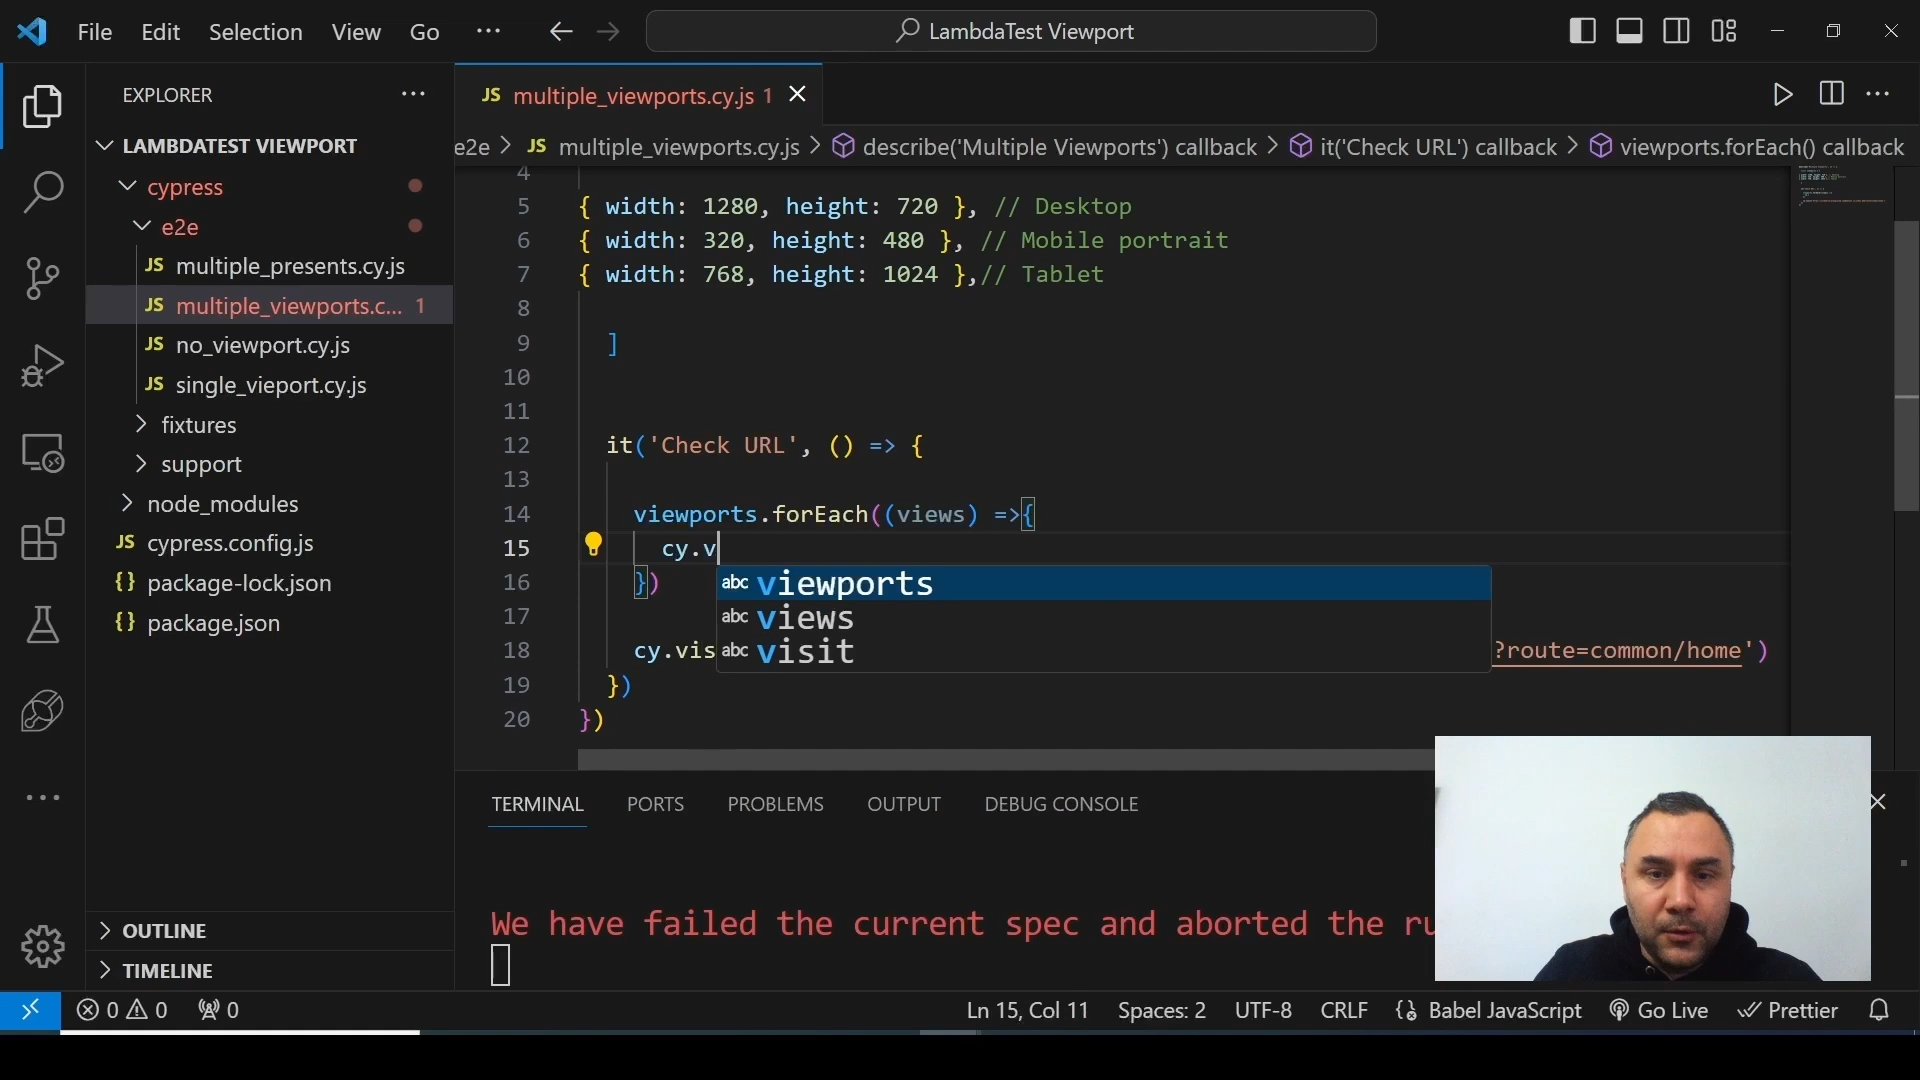 File Edit Selection View Go ··· LambdaTest Viewport
EXPLORER ···
LAMBDATEST VIEWPORT
cypress
e2e
JS multiple_presents.cy.js
JS multiple_viewports.c... 1
JS no_viewport.cy.js
JS single_vieport.cy.js
fixtures
support
node_modules
JS cypress.config.js
{} package-lock.json
{} package.json
OUTLINE
TIMELINE
JS multiple_viewports.cy.js 1
e2e > JS multiple_viewports.cy.js > describe('Multiple Viewports') callback > it('Check URL') callback > viewports.forEach() callback
4
5 { width: 1280, height: 720 }, // Desktop
6 { width: 320, height: 480 }, // Mobile portrait
7 { width: 768, height: 1024 },// Tablet
8
9 ]
10
11
12 it('Check URL', () => {
13
14 viewports.forEach((views) =>{
15 cy.v
16 })
17
18 cy.vis ?route=common/home')
19 })
20 })
abc viewports
abc views
abc visit
TERMINAL PORTS PROBLEMS OUTPUT DEBUG CONSOLE
We have failed the current spec and aborted the ru
0 0 0 Ln 15, Col 11 Spaces: 2 UTF-8 CRLF Babel JavaScript Go Live Prettier